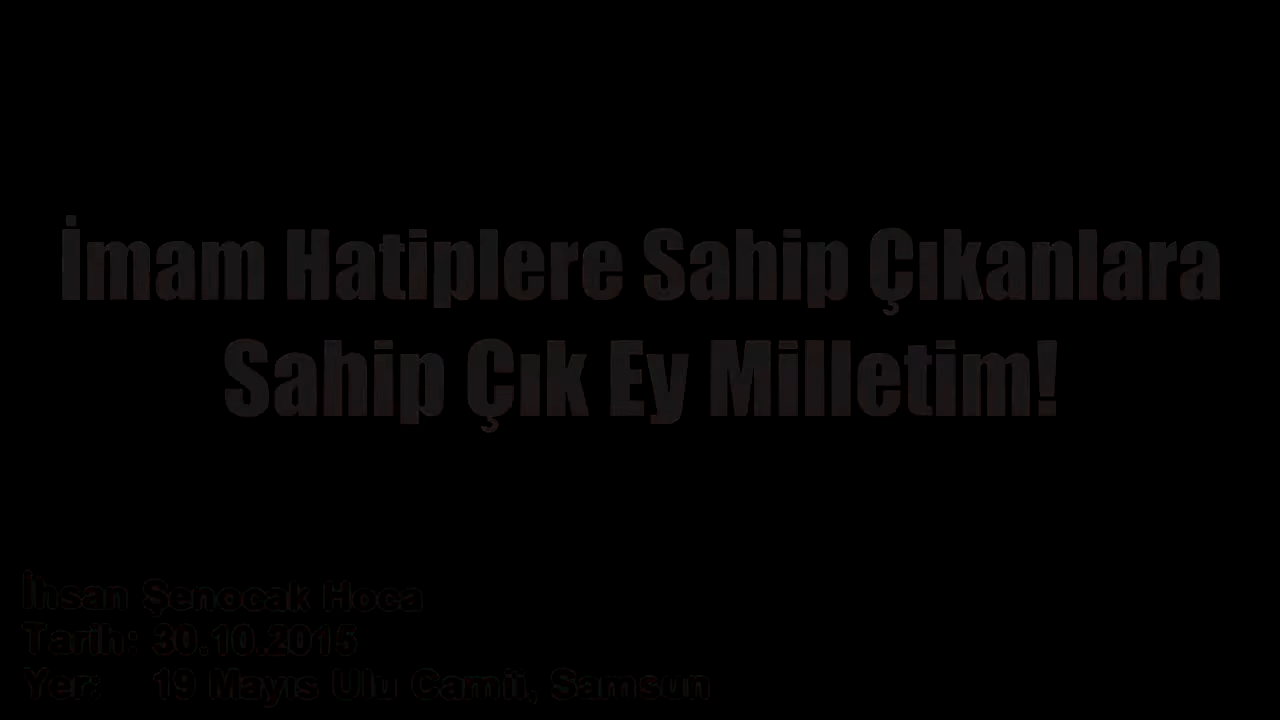 İmam Hatiplere Sahip Çıkanlara
Sahip Çık Ey Milletim!
İhsan Şenocak Hoca
Tarih: 30.10.2015
Yer: 19 Mayıs Ulu Camii, Samsun